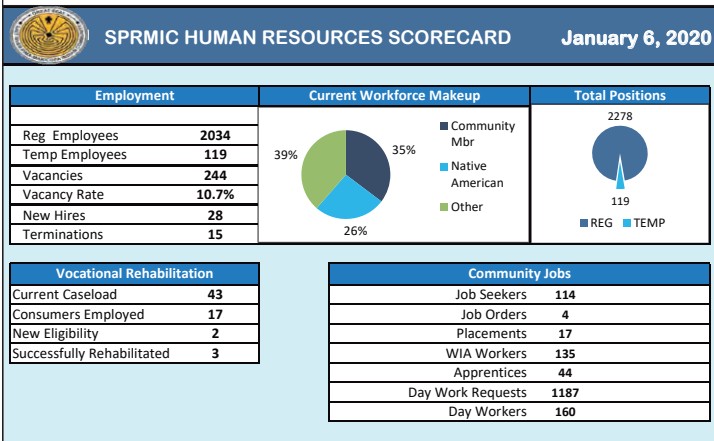 SPRMIC HUMAN RESOURCES SCORECARD January 6, 2020
Employment
Reg Employees 2034
Temp Employees 119
Vacancies 244
Vacancy Rate 10.7%
New Hires 28
Terminations 15
Current Workforce Makeup
39%
35%
26%
Community
Mbr
Native
American
Other
Total Positions
2278
119
REG TEMP
Vocational Rehabilitation
Current Caseload 43
Consumers Employed 17
New Eligibility 2
Successfully Rehabilitated 3
Community Jobs
Job Seekers 114
Job Orders 4
Placements 17
WIA Workers 135
Apprentices 44
Day Work Requests 1187
Day Workers 160